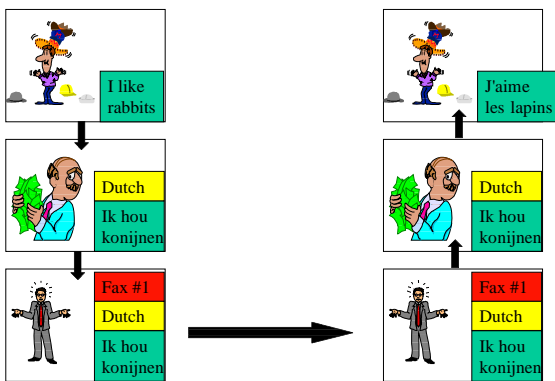 I like
rabbits
Dutch
Ik hou
konijnen
Fax #1
Dutch
Ik hou
konijnen
J'aime
les lapins
Dutch
Ik hou
konijnen
Fax #1
Dutch
Ik hou
konijnen